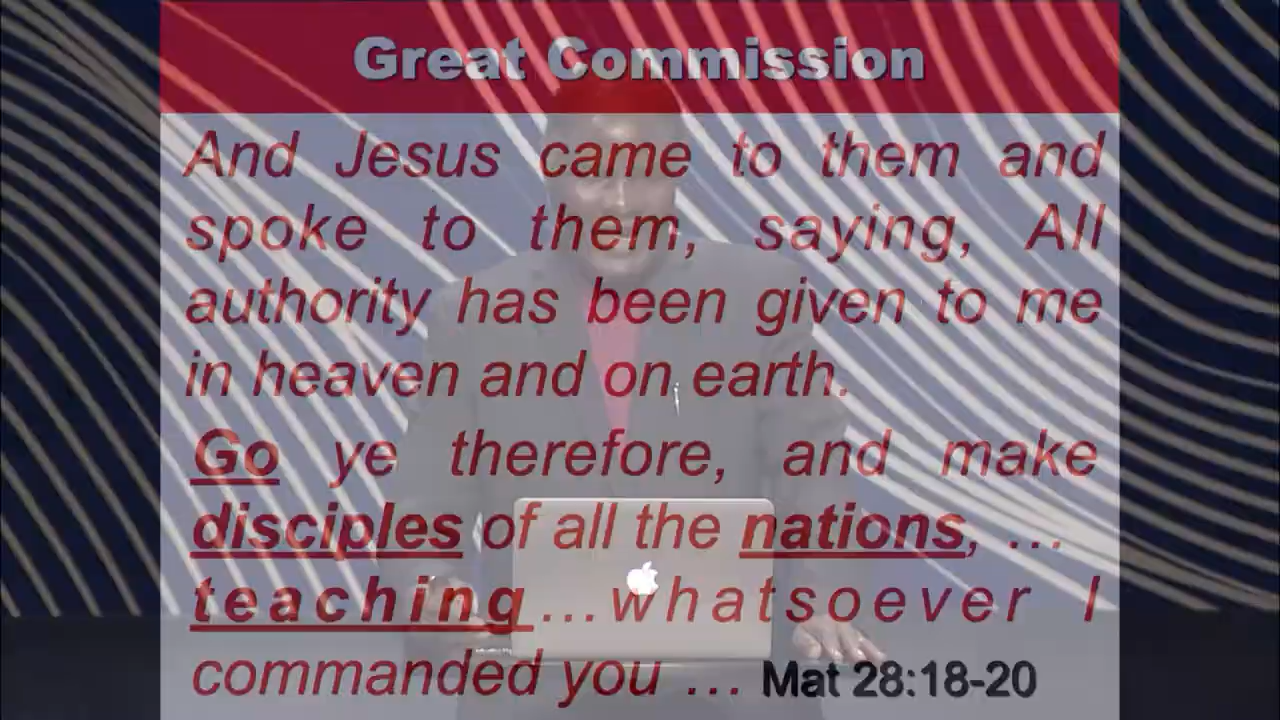 Great Commission
And Jesus came to them and
spoke to them, saying, All
authority has been given to me
in heaven and on earth.
Go ye therefore, and make
disciples of all the nations, …
teaching…whatsoever I
commanded you … Mat 28:18-20